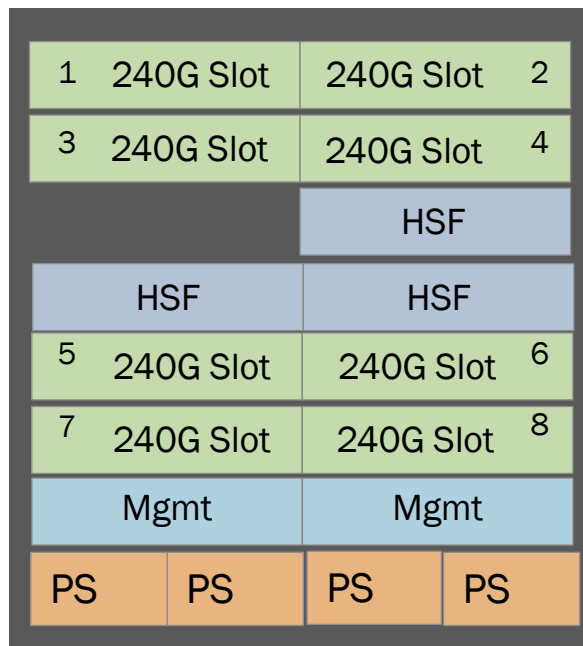 1 240G Slot 240G Slot 2
3 240G Slot 240G Slot 4
HSF
HSF HSF
5 240G Slot 240G Slot 6
7 240G Slot 240G Slot 8
Mgmt Mgmt
PS PS PS PS